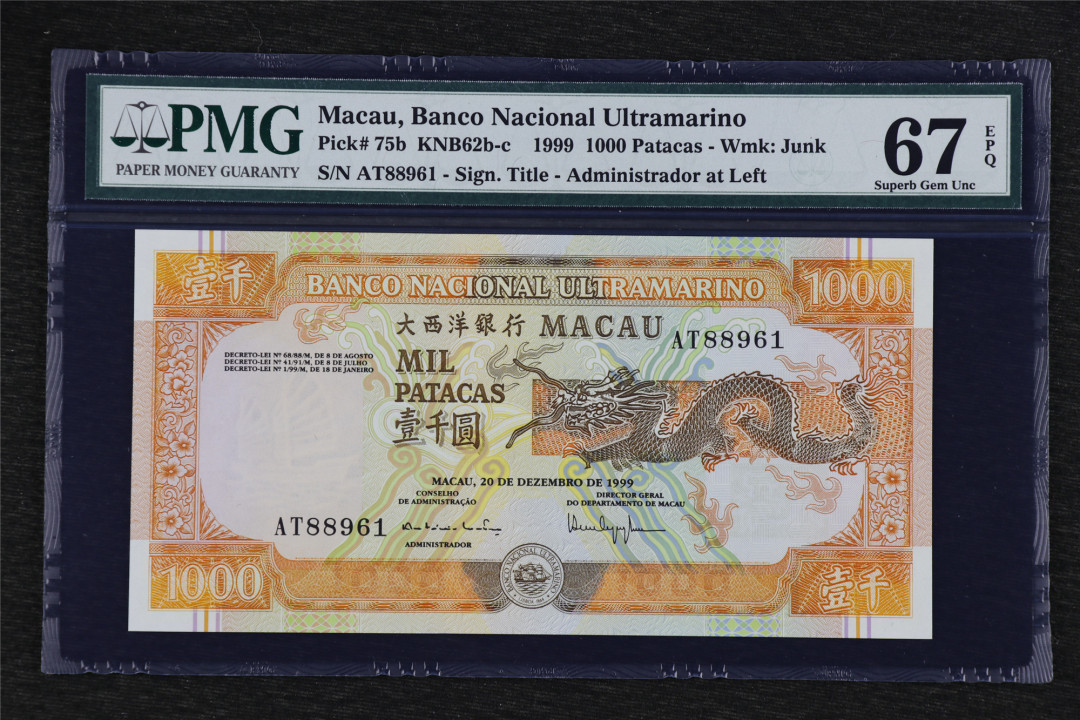 PMG
PAPER MONEY GUARANTY
Macau, Banco Nacional Ultramarino
Pick# 75b KNB62b-c 1999 1000 Patacas - Wmk: Junk
S/N AT88961 - Sign. Title - Administrador at Left
67
EPQ
Superb Gem Unc
壹千
BANCO NACIONAL ULTRAMARINO
1000
大西洋銀行 MACAU
AT88961
DECRETO-LEI Nº 68/88/M, DE 8 DE AGOSTO
DECRETO-LEI Nº 41/91/M, DE 8 DE JULHO
DECRETO-LEI Nº 1/99/M, DE 18 DE JANEIRO
MIL
PATACAS
壹千圓
MACAU, 20 DE DEZEMBRO DE 1999
CONSELHO
DE ADMINISTRAÇÃO
DIRECTOR GERAL
DO DEPARTAMENTO DE MACAU
AT88961
ADMINISTRADOR
1000
BANCO NACIONAL ULTRAMARINO
1000
壹千